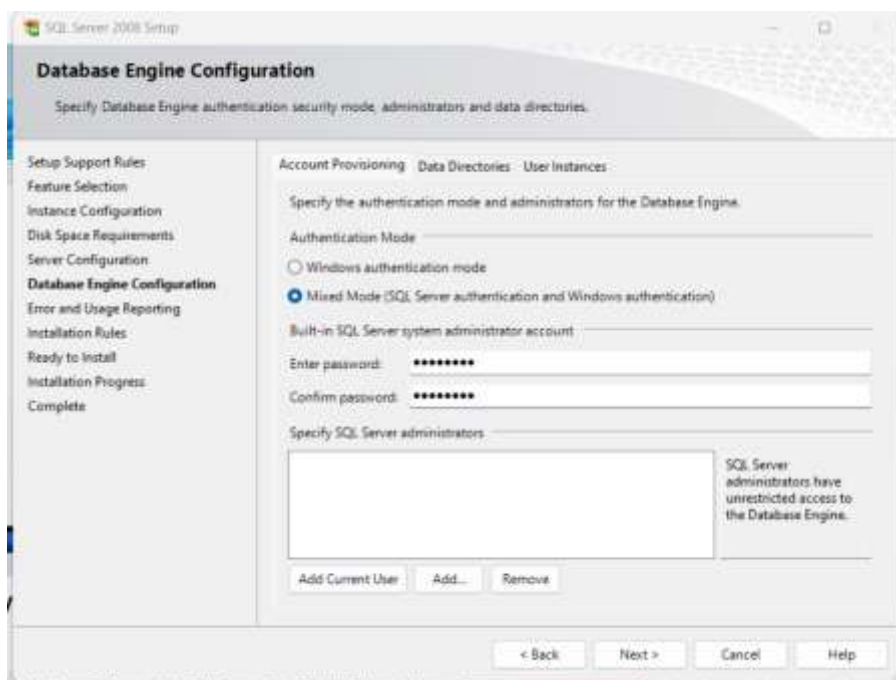 SQL Server 2008 Setup
Database Engine Configuration
Specify Database Engine authentication security mode, administrators and data directories.
Setup Support Rules
Feature Selection
Instance Configuration
Disk Space Requirements
Server Configuration
Database Engine Configuration
Error and Usage Reporting
Installation Rules
Ready to Install
Installation Progress
Complete
Account Provisioning Data Directories User Instances
Specify the authentication mode and administrators for the Database Engine.
Authentication Mode
Windows authentication mode
Mixed Mode (SQL Server authentication and Windows authentication)
Built-in SQL Server system administrator account
Enter password: ••••••••
Confirm password: ••••••••
Specify SQL Server administrators
SQL Server
administrators have
unrestricted access to
the Database Engine.
Add Current User Add... Remove
< Back Next > Cancel Help